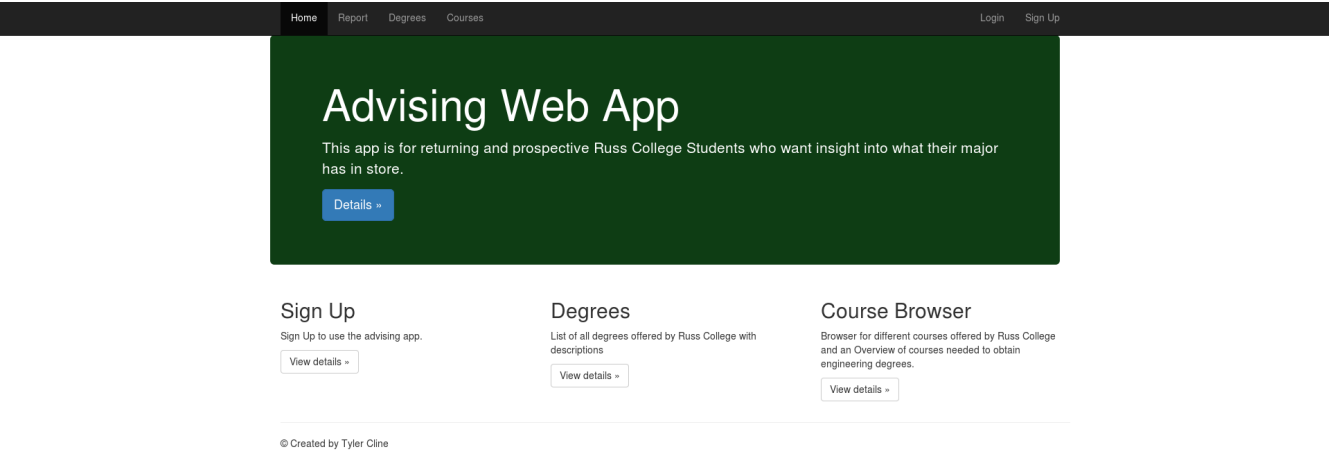 Home Report Degrees Courses Login Sign Up
Advising Web App
This app is for returning and prospective Russ College Students who want insight into what their major
has in store.
Details »
Sign Up
Sign Up to use the advising app.
View details »
Degrees
List of all degrees offered by Russ College with
descriptions
View details »
Course Browser
Browser for different courses offered by Russ College
and an Overview of courses needed to obtain
engineering degrees.
View details »
© Created by Tyler Cline